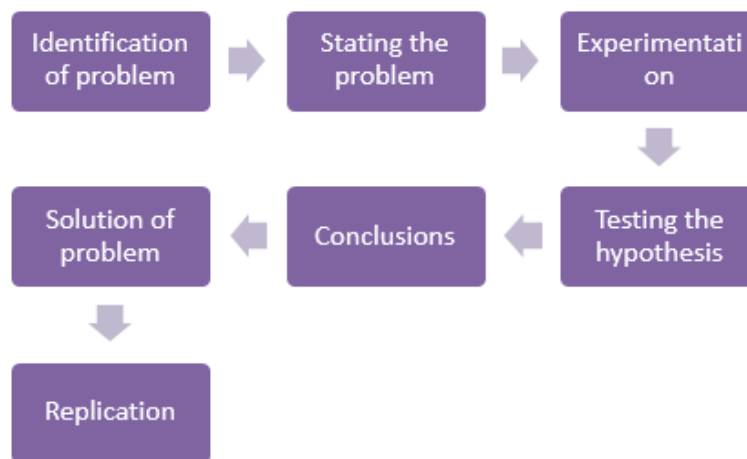 Identification
of problem
Stating the
problem
Experimentati
on
Testing the
hypothesis
Conclusions
Solution of
problem
Replication